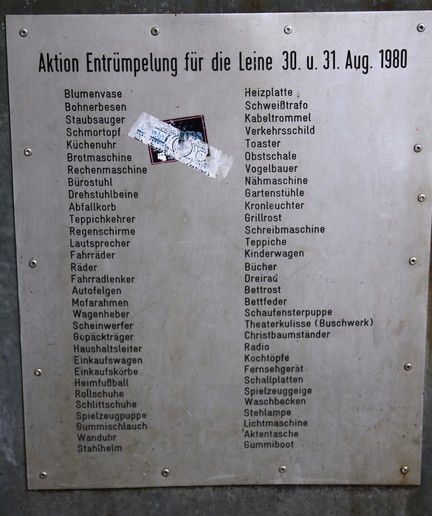 Aktion Entrümpelung für die Leine 30. u. 31. Aug. 1980
Blumenvase
Bohnerbesen
Staubsauger
Schmortopf
Küchenuhr
Brotmaschine
Rechenmaschine
Bürostuhl
Drehstuhlbeine
Abfallkorb
Teppichkehrer
Regenschirme
Lautsprecher
Fahrräder
Räder
Fahrradlenker
Autofelgen
Mofarahmen
Wagenheber
Scheinwerfer
Gepäckträger
Haushaltsleiter
Einkaufswagen
Einkaufskörbe
Heimfußball
Rollschuhe
Schlittschuhe
Spielzeugpuppe
Gummischlauch
Wanduhr
Stahlhelm
Heizplatte
Schweißtrafo
Kabeltrommel
Verkehrsschild
Toaster
Obstschale
Vogelbauer
Nähmaschine
Gartenstühle
Kronleuchter
Grillrost
Schreibmaschine
Teppiche
Kinderwagen
Bücher
Dreirad
Bettrost
Bettfeder
Schaufensterpuppe
Theaterkulisse (Buschwerk)
Christbaumständer
Radio
Kochtöpfe
Fernsehgerät
Schallplatten
Spielzeuggeige
Waschbecken
Stehlampe
Lichtmaschine
Aktentasche
Gummiboot